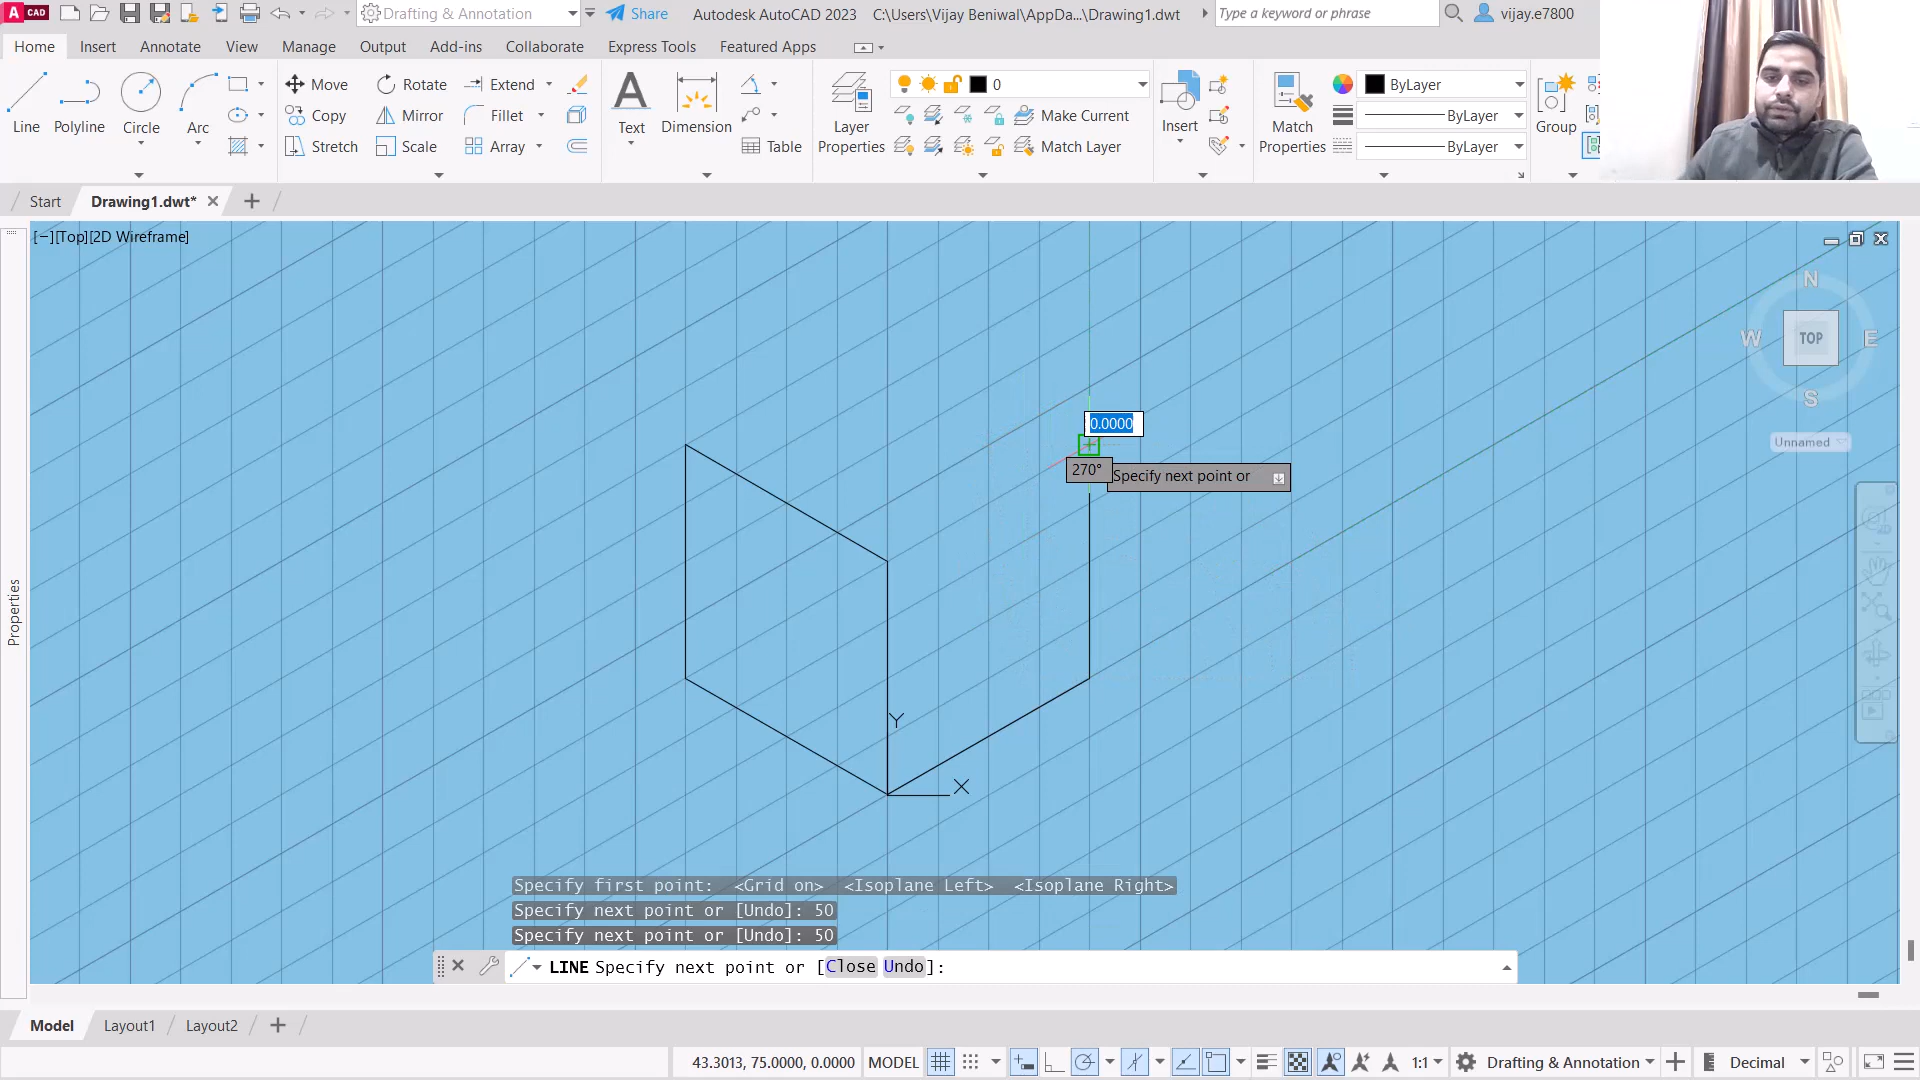 A CAD Drafting & Annotation Share Autodesk AutoCAD 2023 C:\Users\Vijay Beniwal\AppDa...\Drawing1.dwt Type a keyword or phrase vijay.e7800
Home Insert Annotate View Manage Output Add-ins Collaborate Express Tools Featured Apps
Move Rotate Extend 0 ByLayer
Copy Mirror Fillet Make Current ByLayer
Line Polyline Circle Arc Text Dimension Layer Properties Insert Match Properties Group
Stretch Scale Array Table Match Layer ByLayer
Start Drawing1.dwt*
[−][Top][2D Wireframe]
N
W TOP E
S
Unnamed
0.0000
270° Specify next point or
Properties
Y
X
Specify first point: <Grid on> <Isoplane Left> <Isoplane Right>
Specify next point or [Undo]: 50
Specify next point or [Undo]: 50
LINE Specify next point or [Close Undo]:
Model Layout1 Layout2
43.3013, 75.0000, 0.0000 MODEL 1:1 Drafting & Annotation Decimal